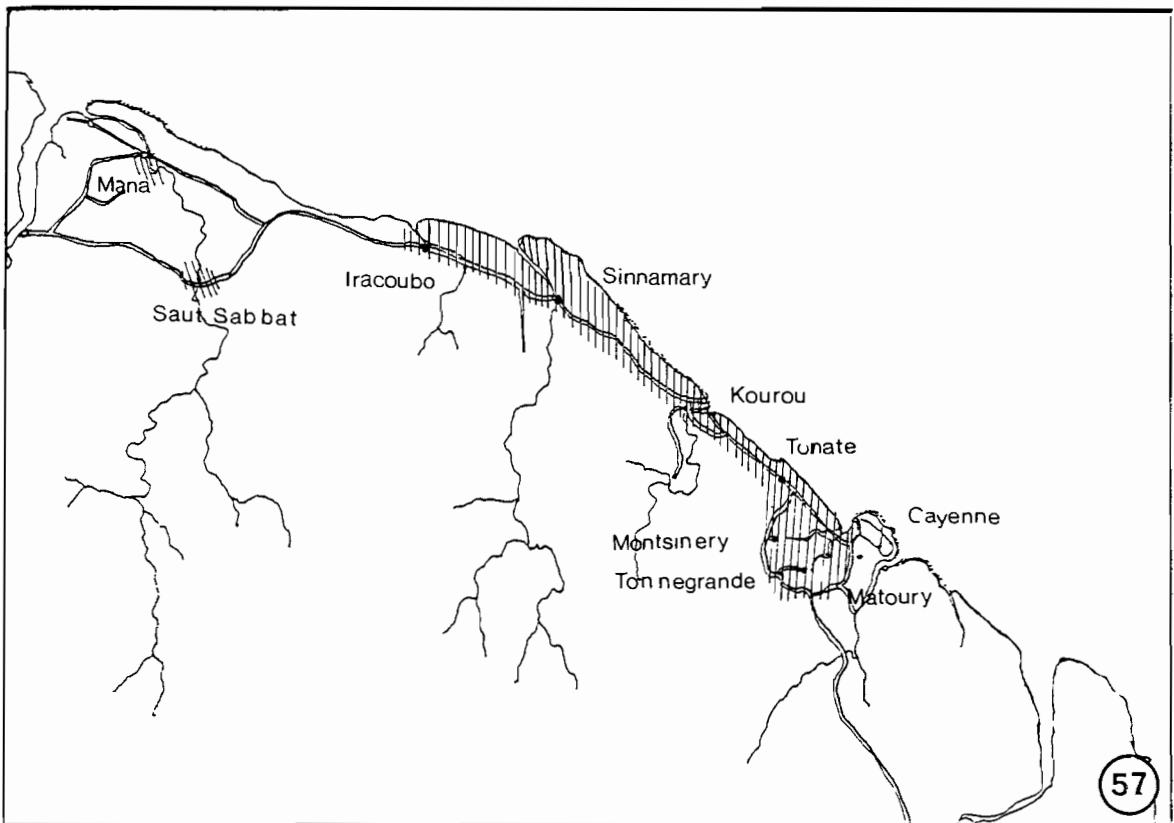 Mana
Iracoubo
Sinnamary
Saut Sabbat
Kourou
Tonate
Cayenne
Montsinery
Tonnegrande
Matoury
57